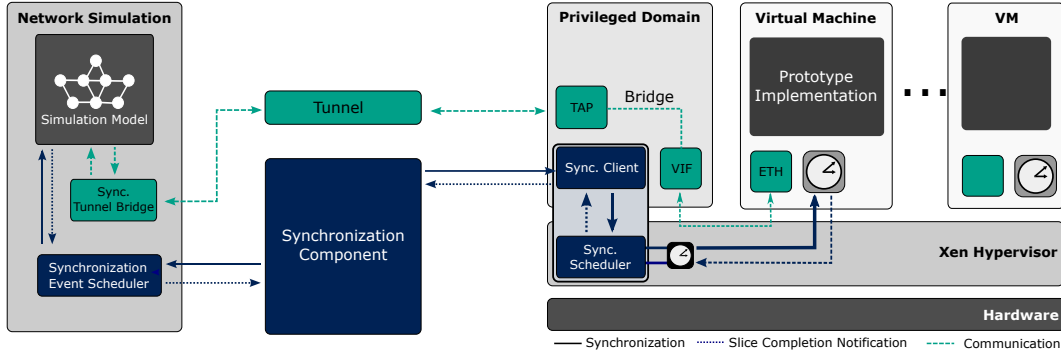 Network Simulation
Simulation Model
Sync.
Tunnel Bridge
Synchronization
Event Scheduler
Tunnel
Synchronization
Component
Privileged Domain
TAP
Bridge
Sync. Client
VIF
Sync.
Scheduler
Virtual Machine
Prototype
Implementation
ETH
VM
Xen Hypervisor
Hardware
Synchronization
Slice Completion Notification
Communication